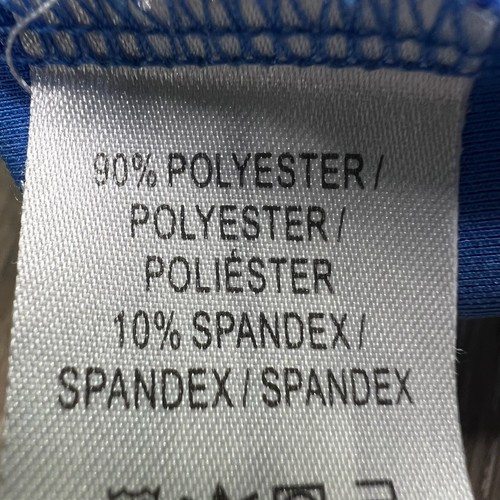 90% POLYESTER /
POLYESTER /
POLIÉSTER
10% SPANDEX /
SPANDEX / SPANDEX